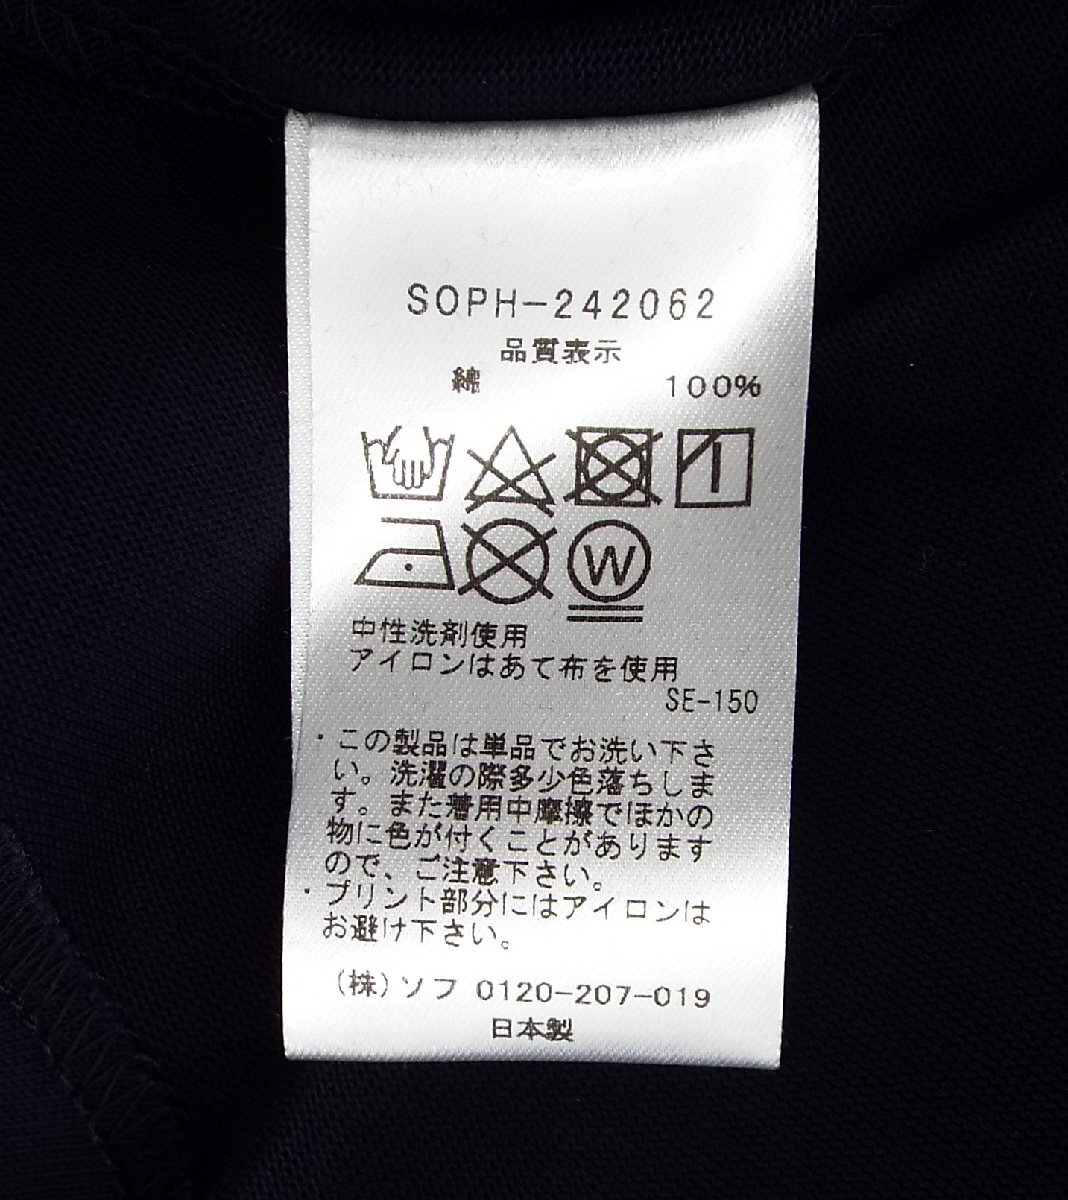 SOPH-242062
品質表示
綿 100%
W
中性洗剤使用
アイロンはあて布を使用
SE-150
・この製品は単品でお洗い下さ
い。洗濯の際多少色落ちしま
す。また着用中摩擦でほかの
物に色が付くことがあります
ので、ご注意下さい。
・プリント部分にはアイロンは
お避け下さい。
(株)ソフ 0120-207-019
日本製